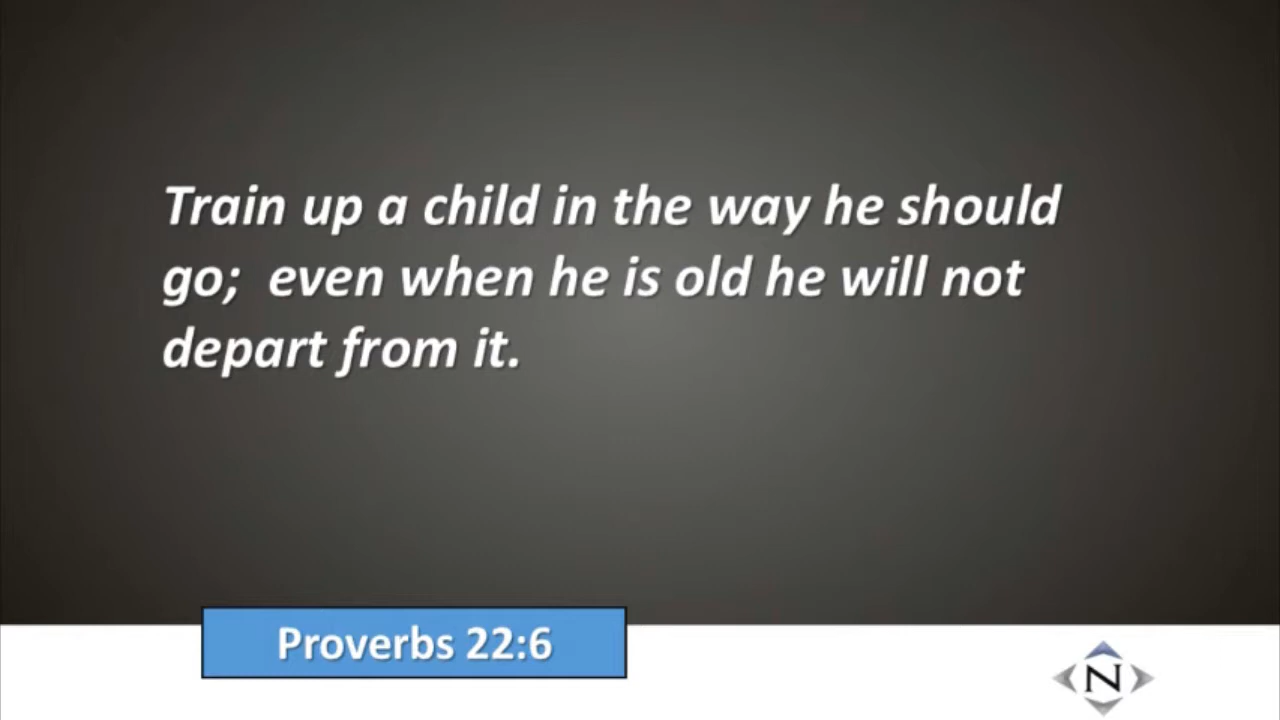 Train up a child in the way he should
go;  even when he is old he will not
depart from it.
Proverbs 22:6
N